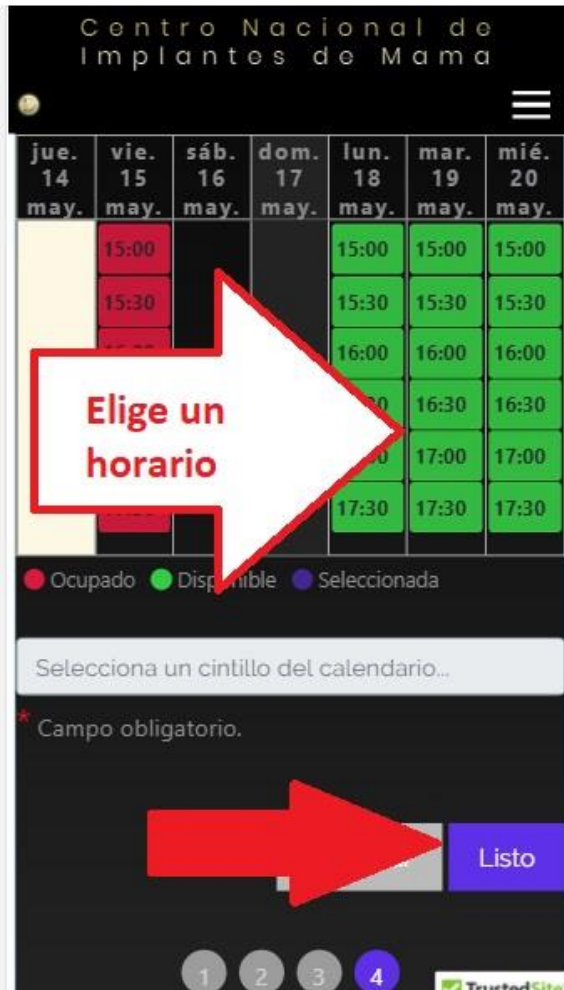 Centro Nacional de
Implantes de Mama
jue. vie. sáb. dom. lun. mar. mié.
14 15 16 17 18 19 20
may. may. may. may. may. may. may.
15:00 15:00 15:00 15:00
15:30 15:30 15:30 15:30
16:00 16:00 16:00
16:30 16:30
17:00 17:00
17:30 17:30 17:30
Elige un
horario
Ocupado Disponible Seleccionada
Selecciona un cintillo del calendario...
* Campo obligatorio.
Listo
1 2 3 4
TrustedSite